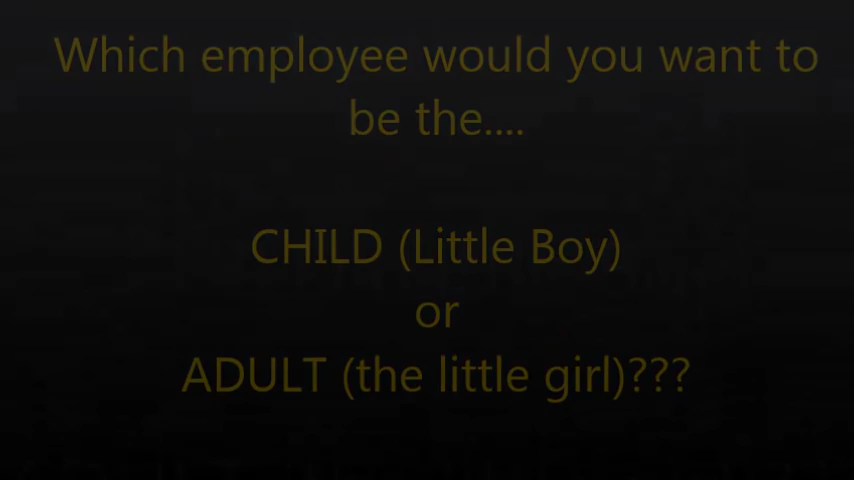 Which employee would you want to
be the....
CHILD (Little Boy)
or
ADULT (the little girl)???